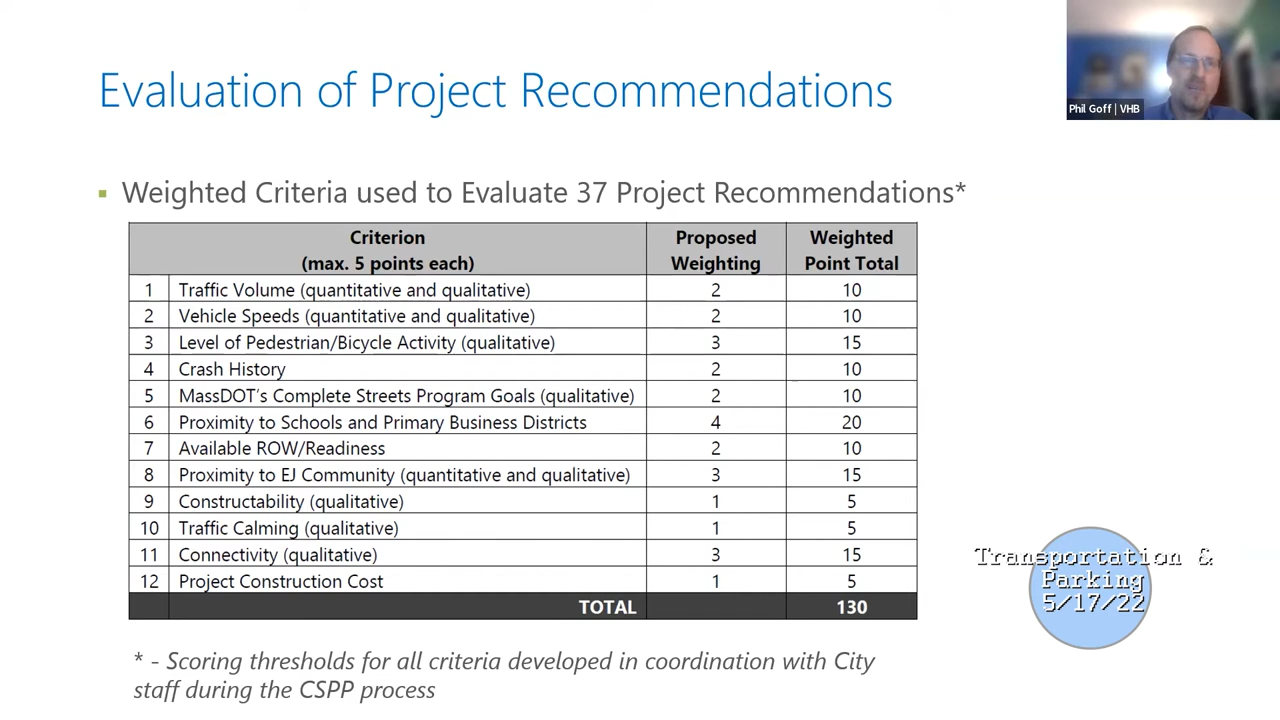 Evaluation of Project Recommendations
Phil Goff | VHB
Weighted Criteria used to Evaluate 37 Project Recommendations*
Criterion (max. 5 points each) Proposed Weighting Weighted Point Total
1 Traffic Volume (quantitative and qualitative) 2 10
2 Vehicle Speeds (quantitative and qualitative) 2 10
3 Level of Pedestrian/Bicycle Activity (qualitative) 3 15
4 Crash History 2 10
5 MassDOT's Complete Streets Program Goals (qualitative) 2 10
6 Proximity to Schools and Primary Business Districts 4 20
7 Available ROW/Readiness 2 10
8 Proximity to EJ Community (quantitative and qualitative) 3 15
9 Constructability (qualitative) 1 5
10 Traffic Calming (qualitative) 1 5
11 Connectivity (qualitative) 3 15
12 Project Construction Cost 1 5
TOTAL 130
* - Scoring thresholds for all criteria developed in coordination with City
staff during the CSPP process
Transportation &
Parking
5/17/22